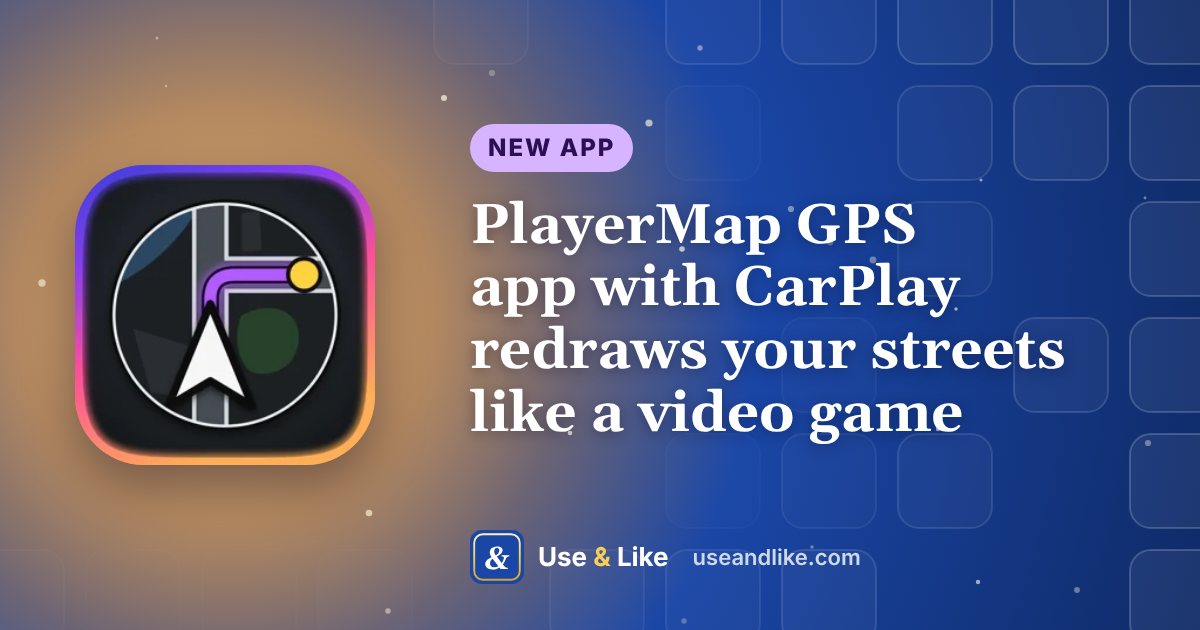 NEW APP
PlayerMap GPS
app with CarPlay
redraws your streets
like a video game
& Use & Like useandlike.com